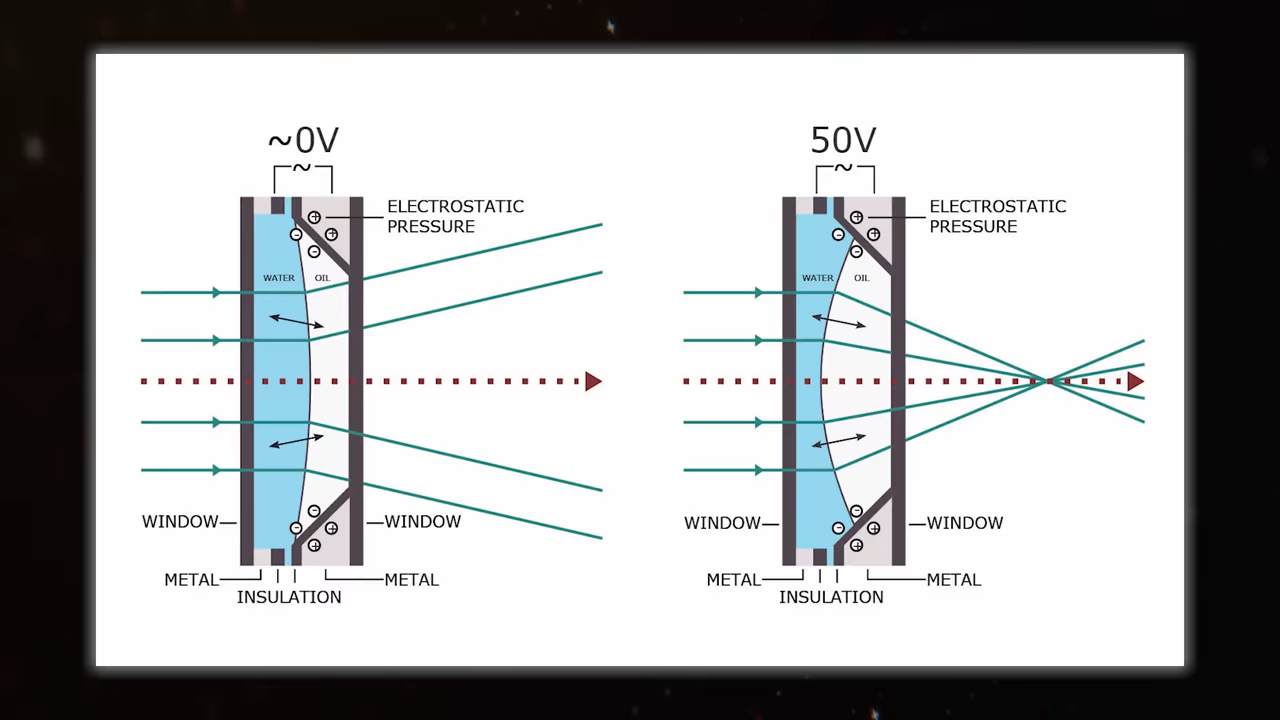 ~0V
~
ELECTROSTATIC
PRESSURE
WATER
OIL
WINDOW
WINDOW
METAL
METAL
INSULATION
50V
~
ELECTROSTATIC
PRESSURE
WATER
OIL
WINDOW
WINDOW
METAL
METAL
INSULATION